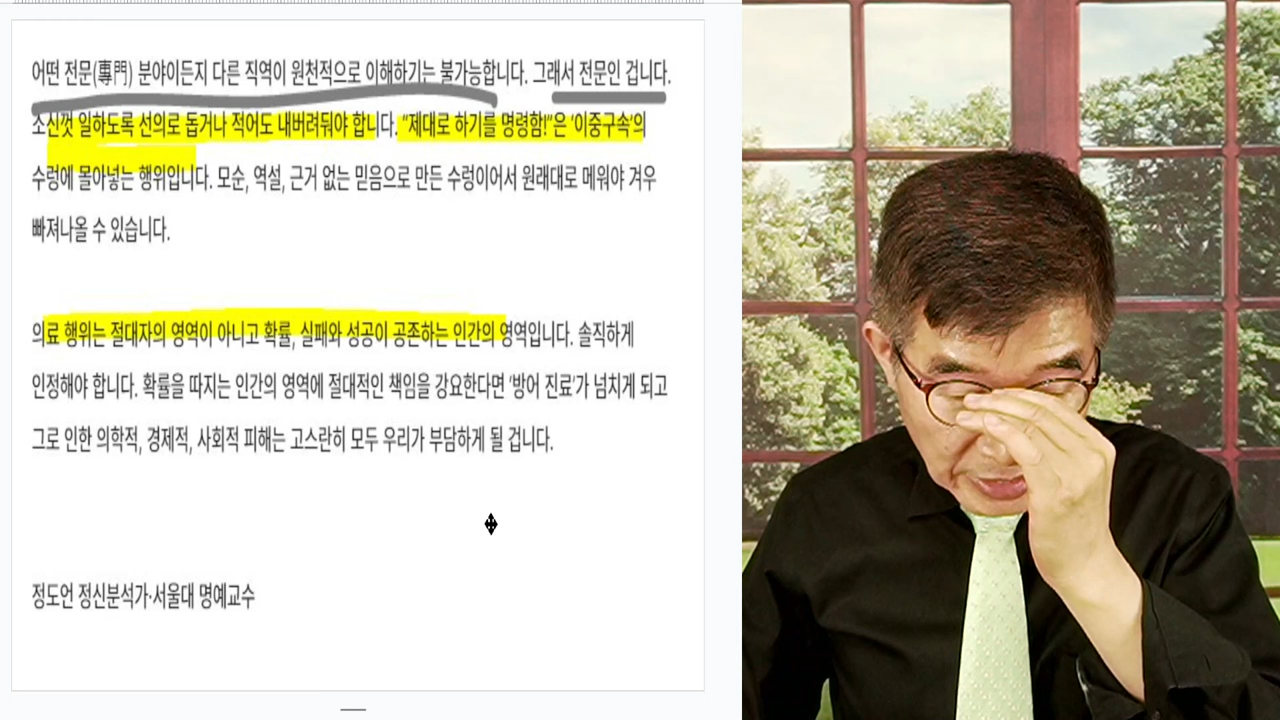 어떤 전문(專門) 분야이든지 다른 직역이 원천적으로 이해하기는 불가능합니다. 그래서 전문인 겁니다.
소신껏 일하도록 선의로 돕거나 적어도 내버려둬야 합니다. “제대로 하기를 명령함!”은 ‘이중구속’의
수렁에 몰아넣는 행위입니다. 모순, 역설, 근거 없는 믿음으로 만든 수렁이어서 원래대로 메워야 겨우
빠져나올 수 있습니다.
의료 행위는 절대자의 영역이 아니고 확률, 실패와 성공이 공존하는 인간의 영역입니다. 솔직하게
인정해야 합니다. 확률을 따지는 인간의 영역에 절대적인 책임을 강요한다면 ‘방어 진료’가 넘치게 되고
그로 인한 의학적, 경제적, 사회적 피해는 고스란히 모두 우리가 부담하게 될 겁니다.
정도언 정신분석가·서울대 명예교수